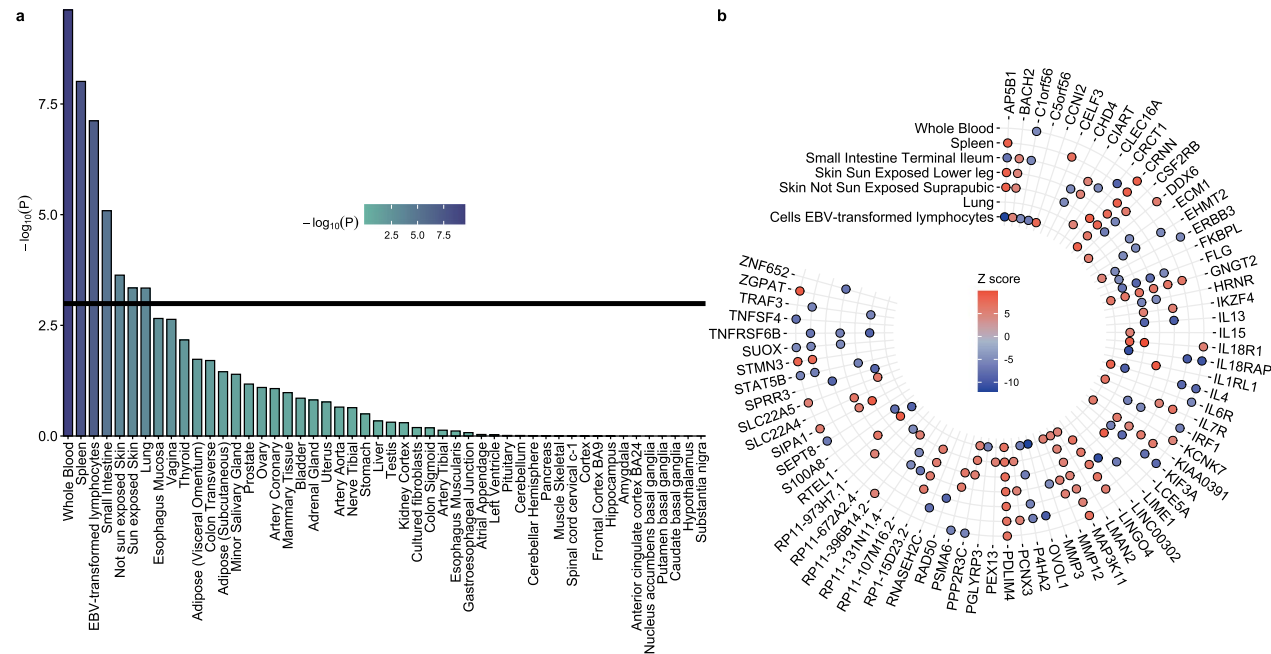 a
−log10(P)
7.5
5.0
2.5
0.0
−log10(P)
2.5 5.0 7.5
Whole Blood
Spleen
EBV-transformed lymphocytes
Small Intestine
Not sun exposed Skin
Sun exposed Skin
Lung
Esophagus Mucosa
Vagina
Thyroid
Adipose (Visceral Omentum)
Colon Transverse
Adipose (Subcutaneous)
Minor Salivary Gland
Prostate
Ovary
Artery Coronary
Mammary Tissue
Bladder
Adrenal Gland
Uterus
Artery Aorta
Nerve Tibial
Stomach
Liver
Testis
Kidney Cortex
Cultured fibroblasts
Colon Sigmoid
Artery Tibial
Esophagus Muscularis
Gastroesophageal Junction
Atrial Appendage
Left Ventricle
Pituitary
Cerebellum
Cerebellar Hemisphere
Pancreas
Muscle Skeletal
Spinal cord cervical c-1
Cortex
Frontal Cortex BA9
Hippocampus
Amygdala
Anterior cingulate cortex BA24
Nucleus accumbens basal ganglia
Putamen basal ganglia
Caudate basal ganglia
Hypothalamus
Substantia nigra
b
Whole Blood
Spleen
Small Intestine Terminal Ileum
Skin Sun Exposed Lower leg
Skin Not Sun Exposed Suprapubic
Lung
Cells EBV-transformed lymphocytes
AP5B1
BACH2
C1orf56
C5orf56
CCNI2
CELF3
CHD4
CIART
CLEC16A
CRCT1
CRNN
CSF2RB
DDX6
ECM1
EHMT2
ERBB3
FKBPL
FLG
GNGT2
HRNR
IKZF4
IL13
IL15
IL18R1
IL18RAP
IL1RL1
IL4
IL6R
IL7R
IRF1
KCNK7
KIAA0391
KIF3A
LCE5A
LIME1
LINC00302
LINGO4
LMAN2
MAP3K11
MMP12
MMP3
OVOL1
P4HA2
PCNX3
PDLIM4
PEX13
PGLYRP3
PPP2R3C
PSMA6
RAD50
RNASEH2C
RP1-15D23.2
RP11-107M16.2
RP11-131N11.4
RP11-396B14.2
RP11-672A2.4
RP11-973H7.1
RTEL1
S100A8
SEPT8
SIPA1
SLC22A4
SLC22A5
SPRR3
STAT5B
STMN3
SUOX
TNFRSF6B
TNFSF4
TRAF3
ZGPAT
ZNF652
Z score
5
0
-5
-10